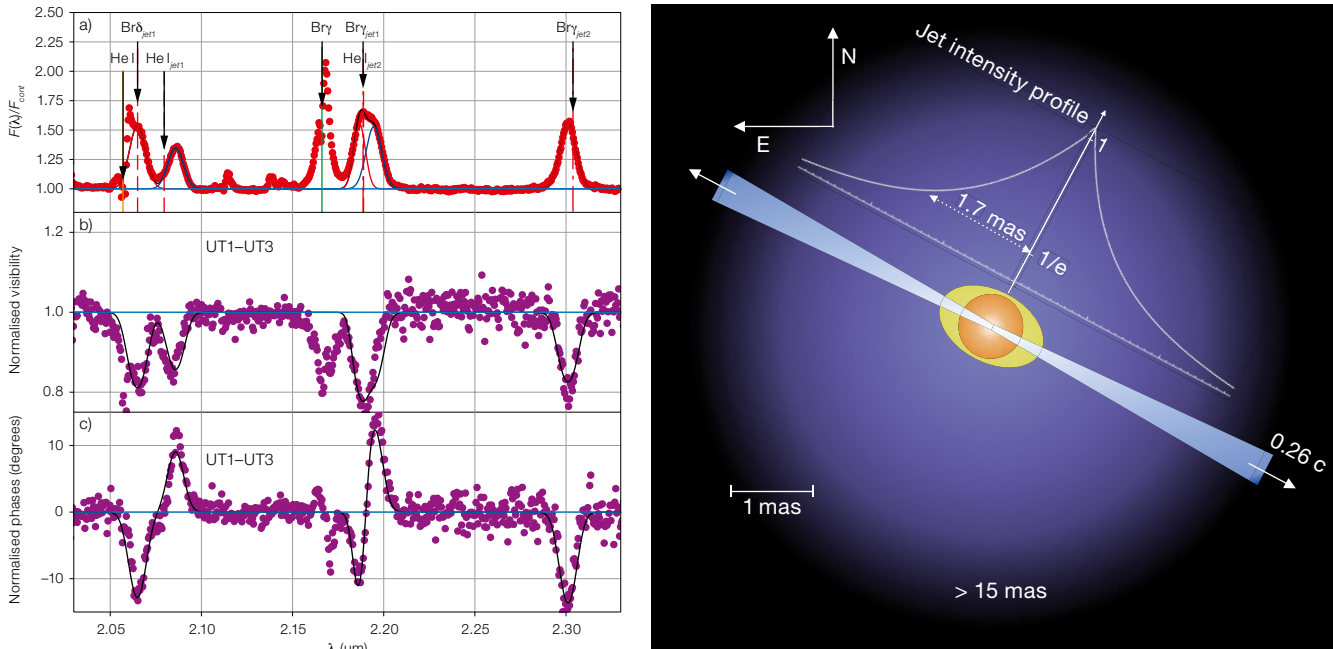 a)
Brδjet1
Brγ
Brγjet1
Brγjet2
He I
He Ijet1
He Ijet2
2.50
2.25
2.00
1.75
1.50
1.25
1.00
F(λ)/Fcont
b)
UT1–UT3
1.2
1.0
0.8
Normalised visibility
c)
UT1–UT3
10
0
–10
Normalised phases (degrees)
2.05
2.10
2.15
2.20
2.25
2.30
λ (µm)
Jet intensity profile
N
E
1
1.7 mas
1/e
0.26 c
1 mas
> 15 mas